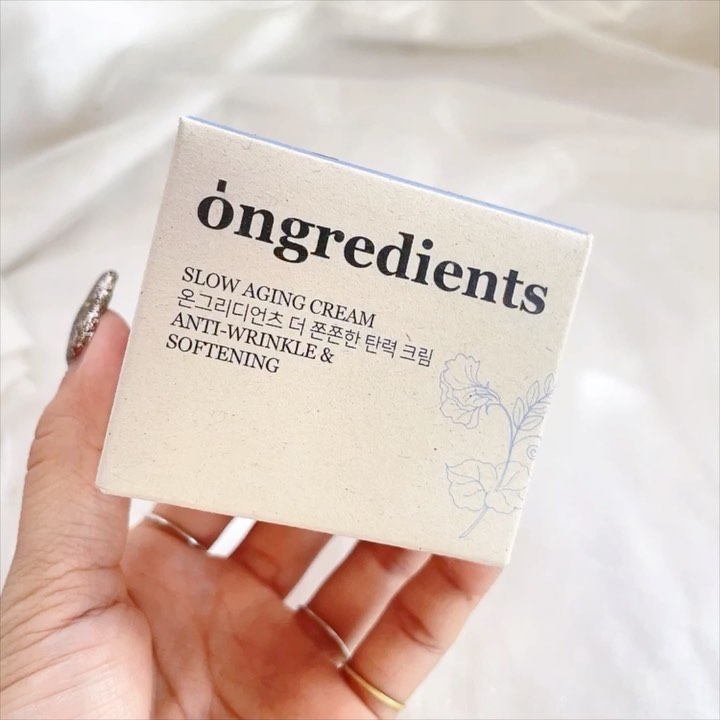 ongredients
SLOW AGING CREAM
온그리디언츠 더 쫀쫀한 탄력 크림
ANTI-WRINKLE &
SOFTENING